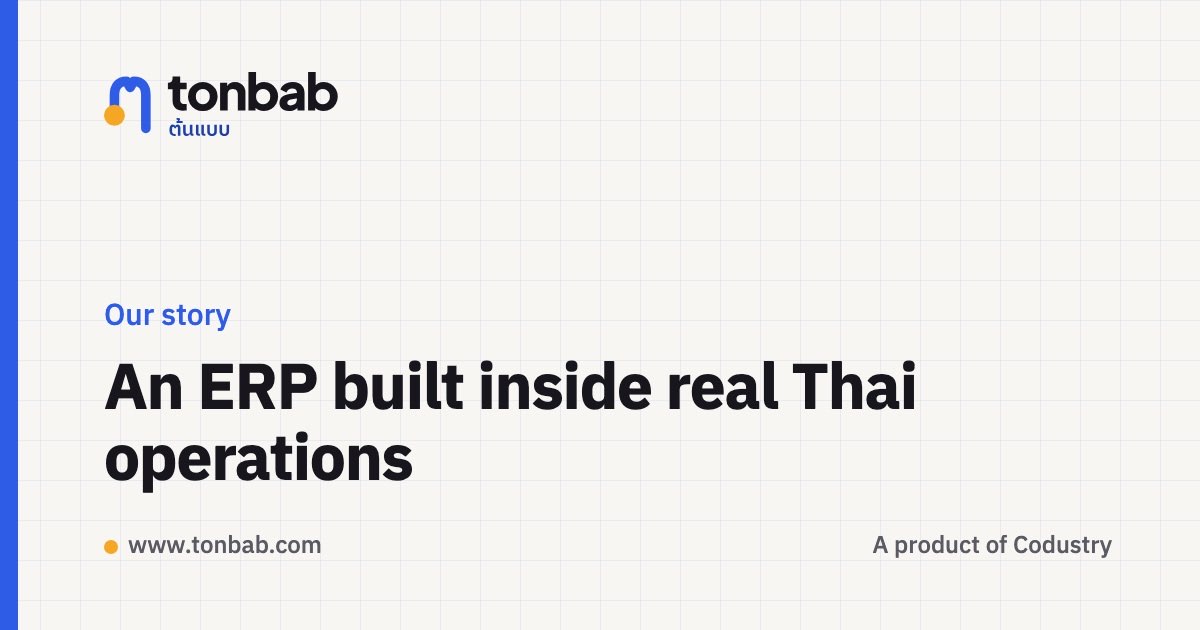 tonbab
ต้นแบบ
Our story
An ERP built inside real Thai
operations
www.tonbab.com
A product of Codustry